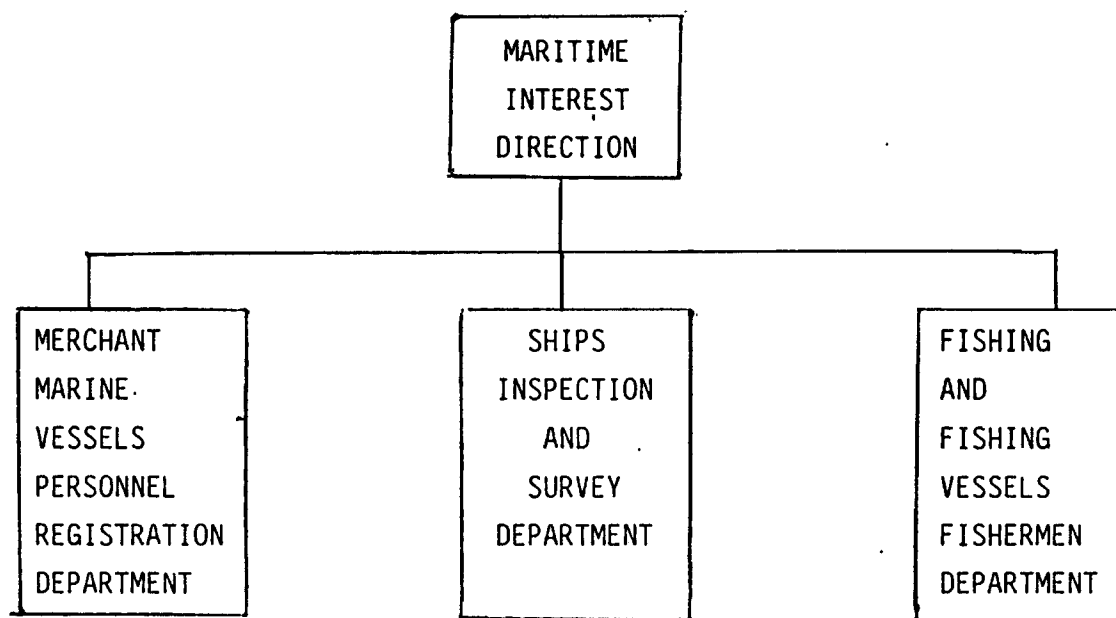 MARITIME
INTEREST
DIRECTION
MERCHANT
MARINE
VESSELS
PERSONNEL
REGISTRATION
DEPARTMENT
SHIPS
INSPECTION
AND
SURVEY
DEPARTMENT
FISHING
AND
FISHING
VESSELS
FISHERMEN
DEPARTMENT